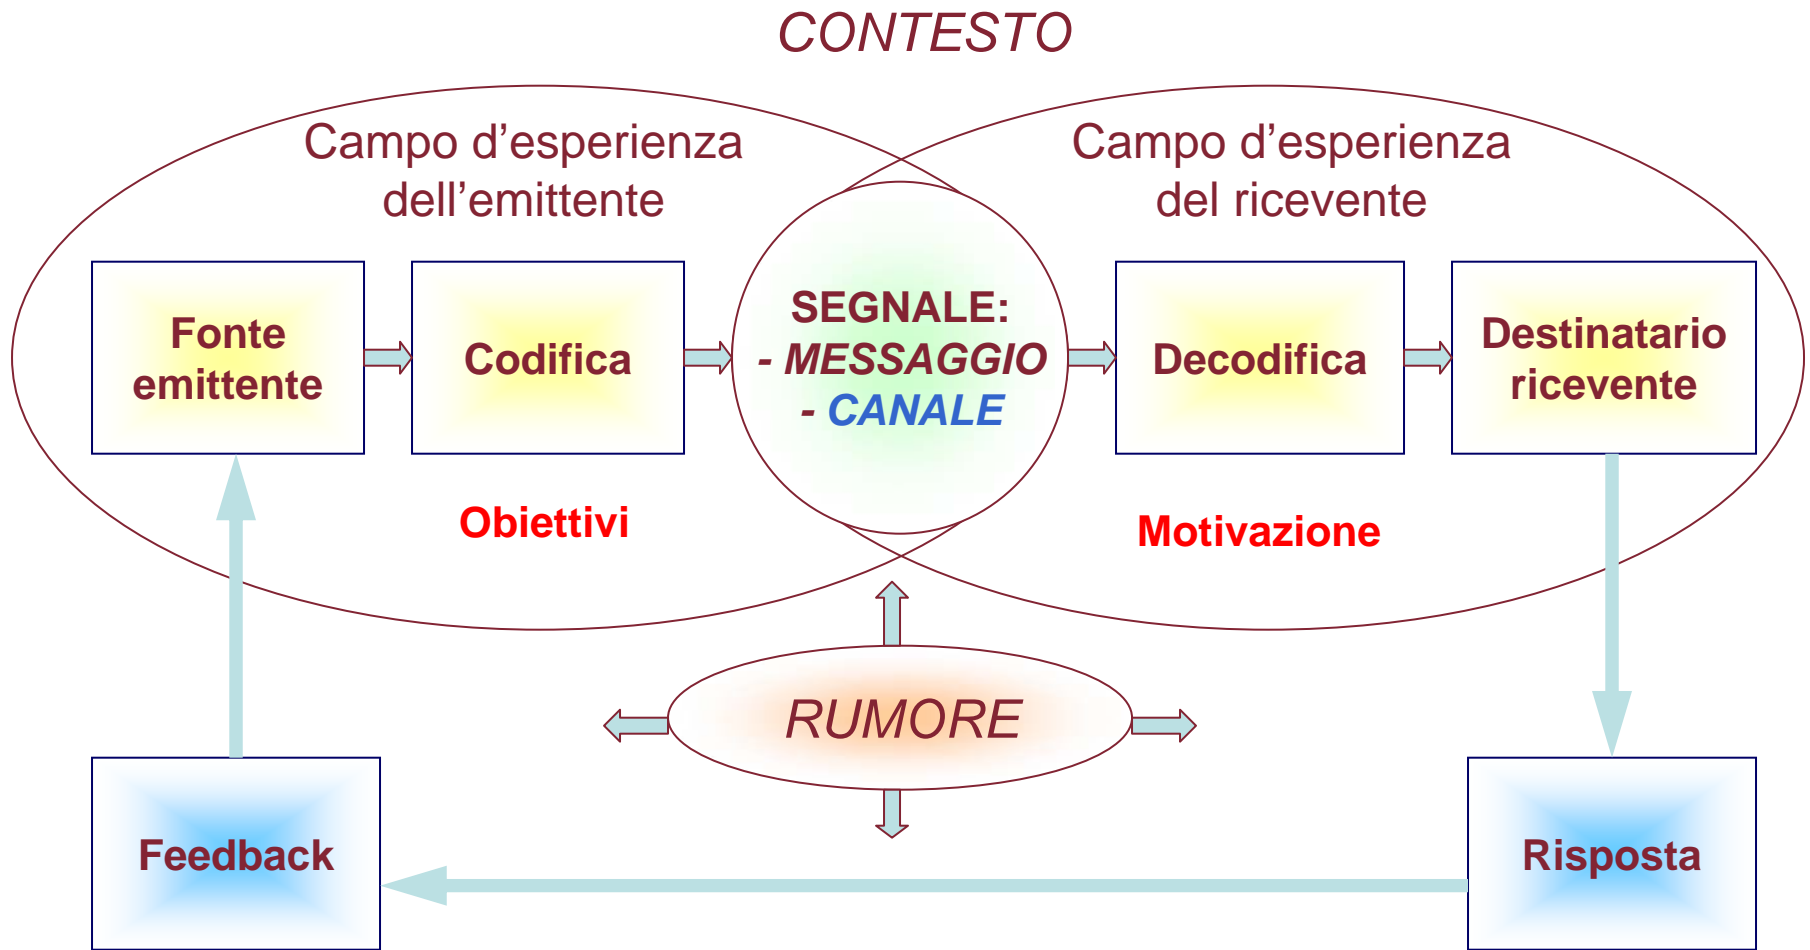 CONTESTO
Campo d’esperienza
dell’emittente
Campo d’esperienza
del ricevente
Fonte
emittente
Codifica
SEGNALE:
- MESSAGGIO
- CANALE
Decodifica
Destinatario
ricevente
Obiettivi
Motivazione
RUMORE
Feedback
Risposta